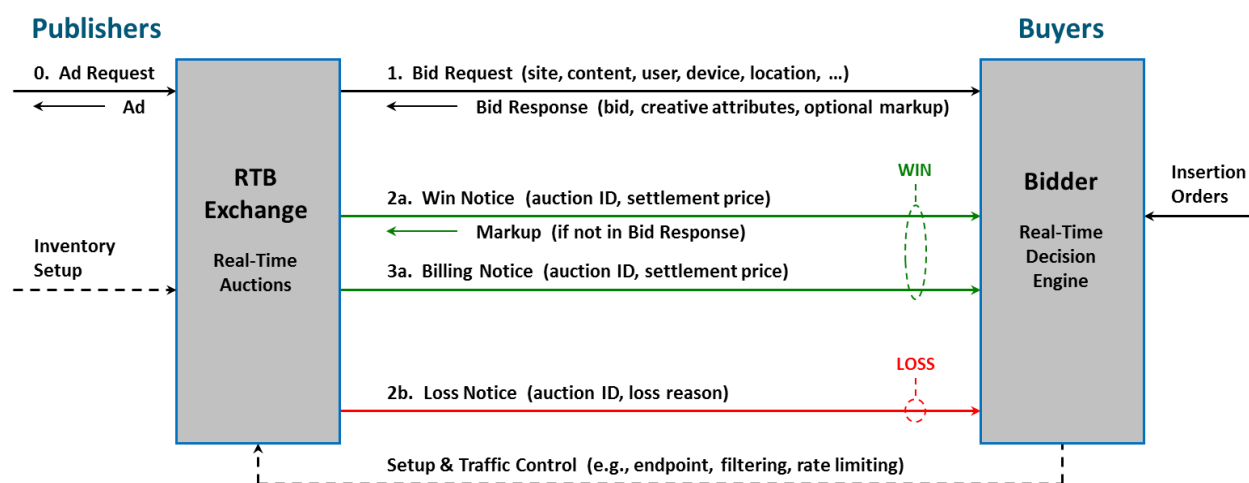 Publishers
Buyers
0. Ad Request
Ad
1. Bid Request (site, content, user, device, location, …)
Bid Response (bid, creative attributes, optional markup)
RTB
Exchange
Real-Time
Auctions
WIN
2a. Win Notice (auction ID, settlement price)
Markup (if not in Bid Response)
3a. Billing Notice (auction ID, settlement price)
Bidder
Real-Time
Decision
Engine
Insertion
Orders
Inventory
Setup
LOSS
2b. Loss Notice (auction ID, loss reason)
Setup & Traffic Control (e.g., endpoint, filtering, rate limiting)